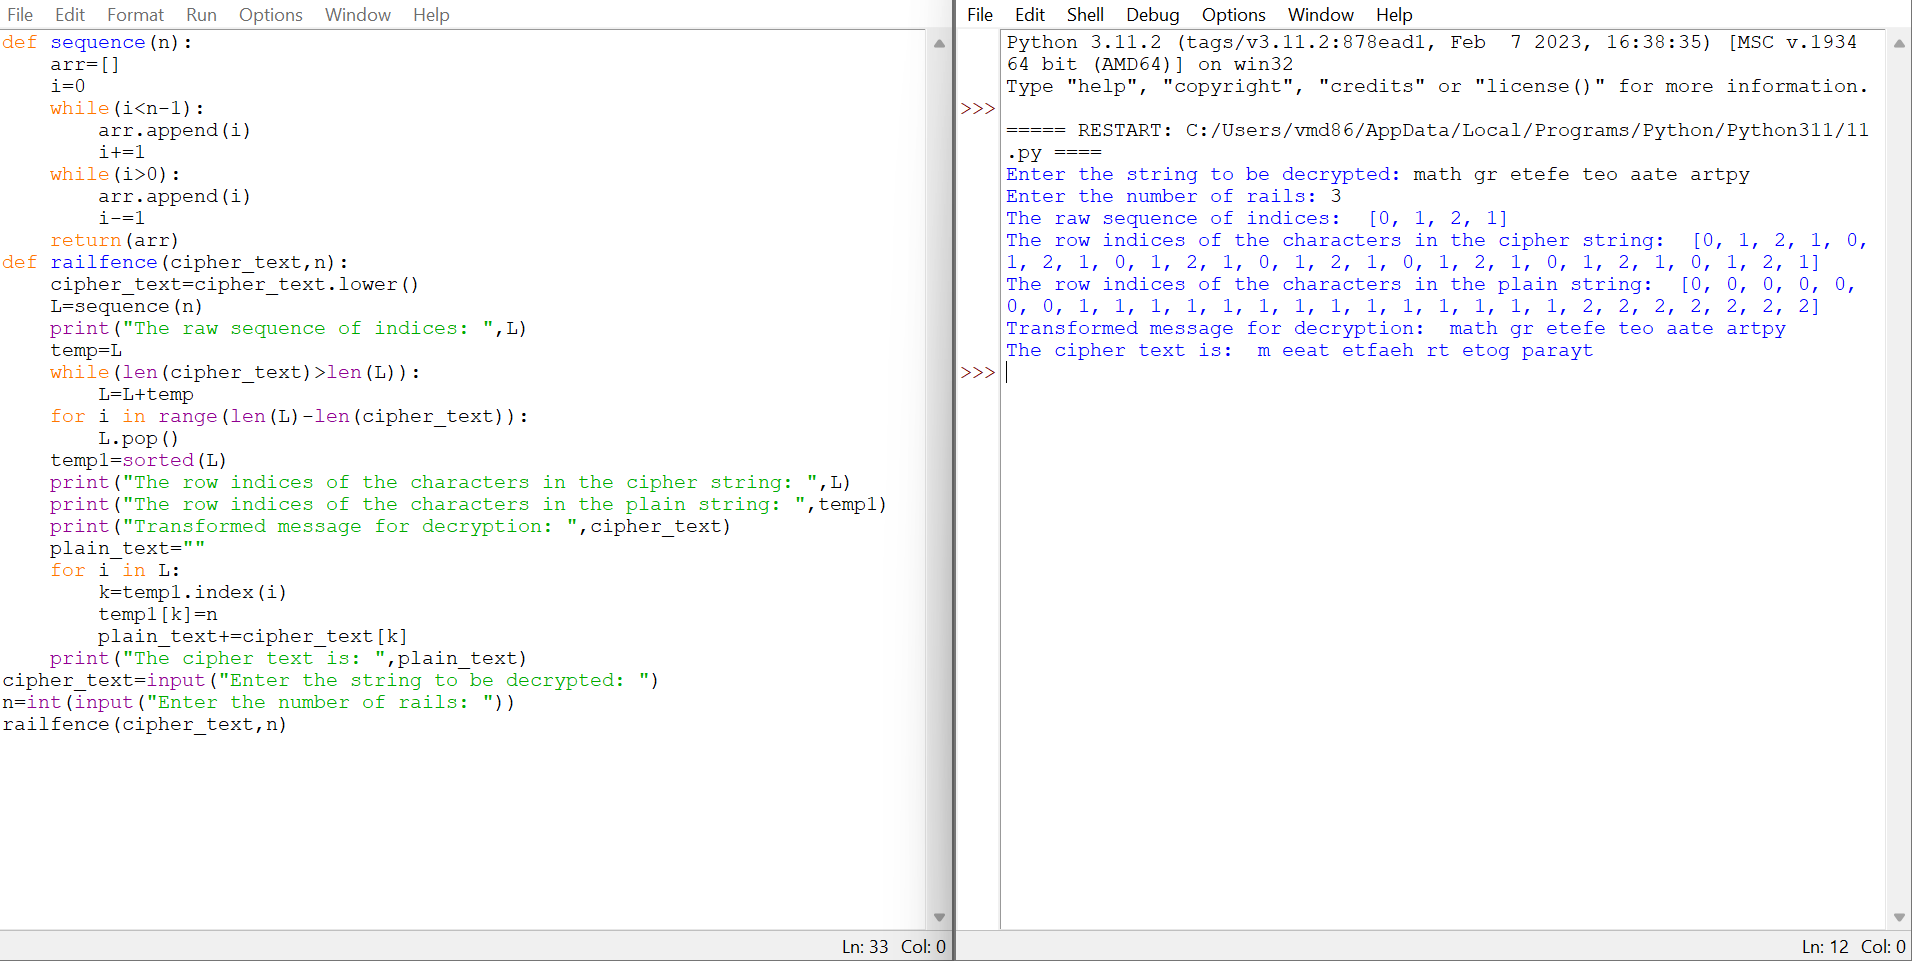 File Edit Format Run Options Window Help
def sequence(n):
    arr=[]
    i=0
    while(i<n-1):
        arr.append(i)
        i+=1
    while(i>0):
        arr.append(i)
        i-=1
    return(arr)
def railfence(cipher_text,n):
    cipher_text=cipher_text.lower()
    L=sequence(n)
    print("The raw sequence of indices: ",L)
    temp=L
    while(len(cipher_text)>len(L)):
        L=L+temp
    for i in range(len(L)-len(cipher_text)):
        L.pop()
    temp1=sorted(L)
    print("The row indices of the characters in the cipher string: ",L)
    print("The row indices of the characters in the plain string: ",temp1)
    print("Transformed message for decryption: ",cipher_text)
    plain_text=""
    for i in L:
        k=temp1.index(i)
        temp1[k]=n
        plain_text+=cipher_text[k]
    print("The cipher text is: ",plain_text)
cipher_text=input("Enter the string to be decrypted: ")
n=int(input("Enter the number of rails: "))
railfence(cipher_text,n)
Ln: 33 Col: 0
File Edit Shell Debug Options Window Help
Python 3.11.2 (tags/v3.11.2:878ead1, Feb  7 2023, 16:38:35) [MSC v.1934
64 bit (AMD64)] on win32
Type "help", "copyright", "credits" or "license()" for more information.
>>>
===== RESTART: C:/Users/vmd86/AppData/Local/Programs/Python/Python311/11
.py ====
Enter the string to be decrypted: math gr etefe teo aate artpy
Enter the number of rails: 3
The raw sequence of indices:  [0, 1, 2, 1]
The row indices of the characters in the cipher string:  [0, 1, 2, 1, 0,
1, 2, 1, 0, 1, 2, 1, 0, 1, 2, 1, 0, 1, 2, 1, 0, 1, 2, 1, 0, 1, 2, 1]
The row indices of the characters in the plain string:  [0, 0, 0, 0, 0,
0, 0, 1, 1, 1, 1, 1, 1, 1, 1, 1, 1, 1, 1, 1, 1, 2, 2, 2, 2, 2, 2, 2]
Transformed message for decryption:  math gr etefe teo aate artpy
The cipher text is:  m eeat etfaeh rt etog parayt
>>>
Ln: 12 Col: 0